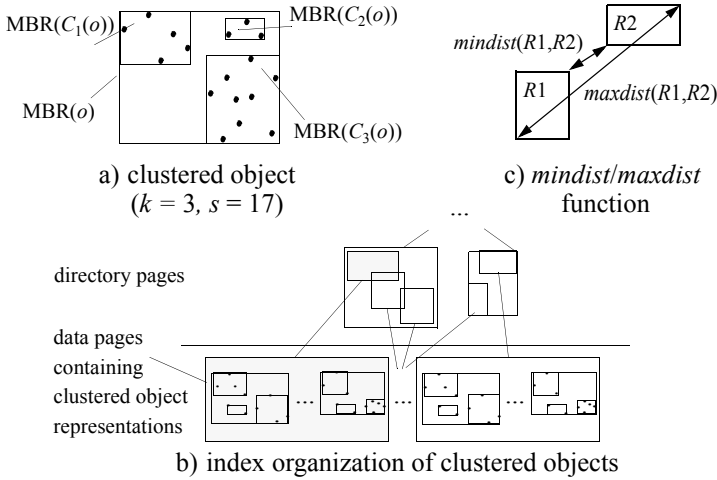 MBR(C1(o))
MBR(C2(o))
MBR(o)
MBR(C3(o))
a) clustered object
(k = 3, s = 17)
R2
mindist(R1,R2)
R1
maxdist(R1,R2)
c) mindist/maxdist
function
...
directory pages
data pages
containing
clustered object
representations
...
...
...
...
b) index organization of clustered objects